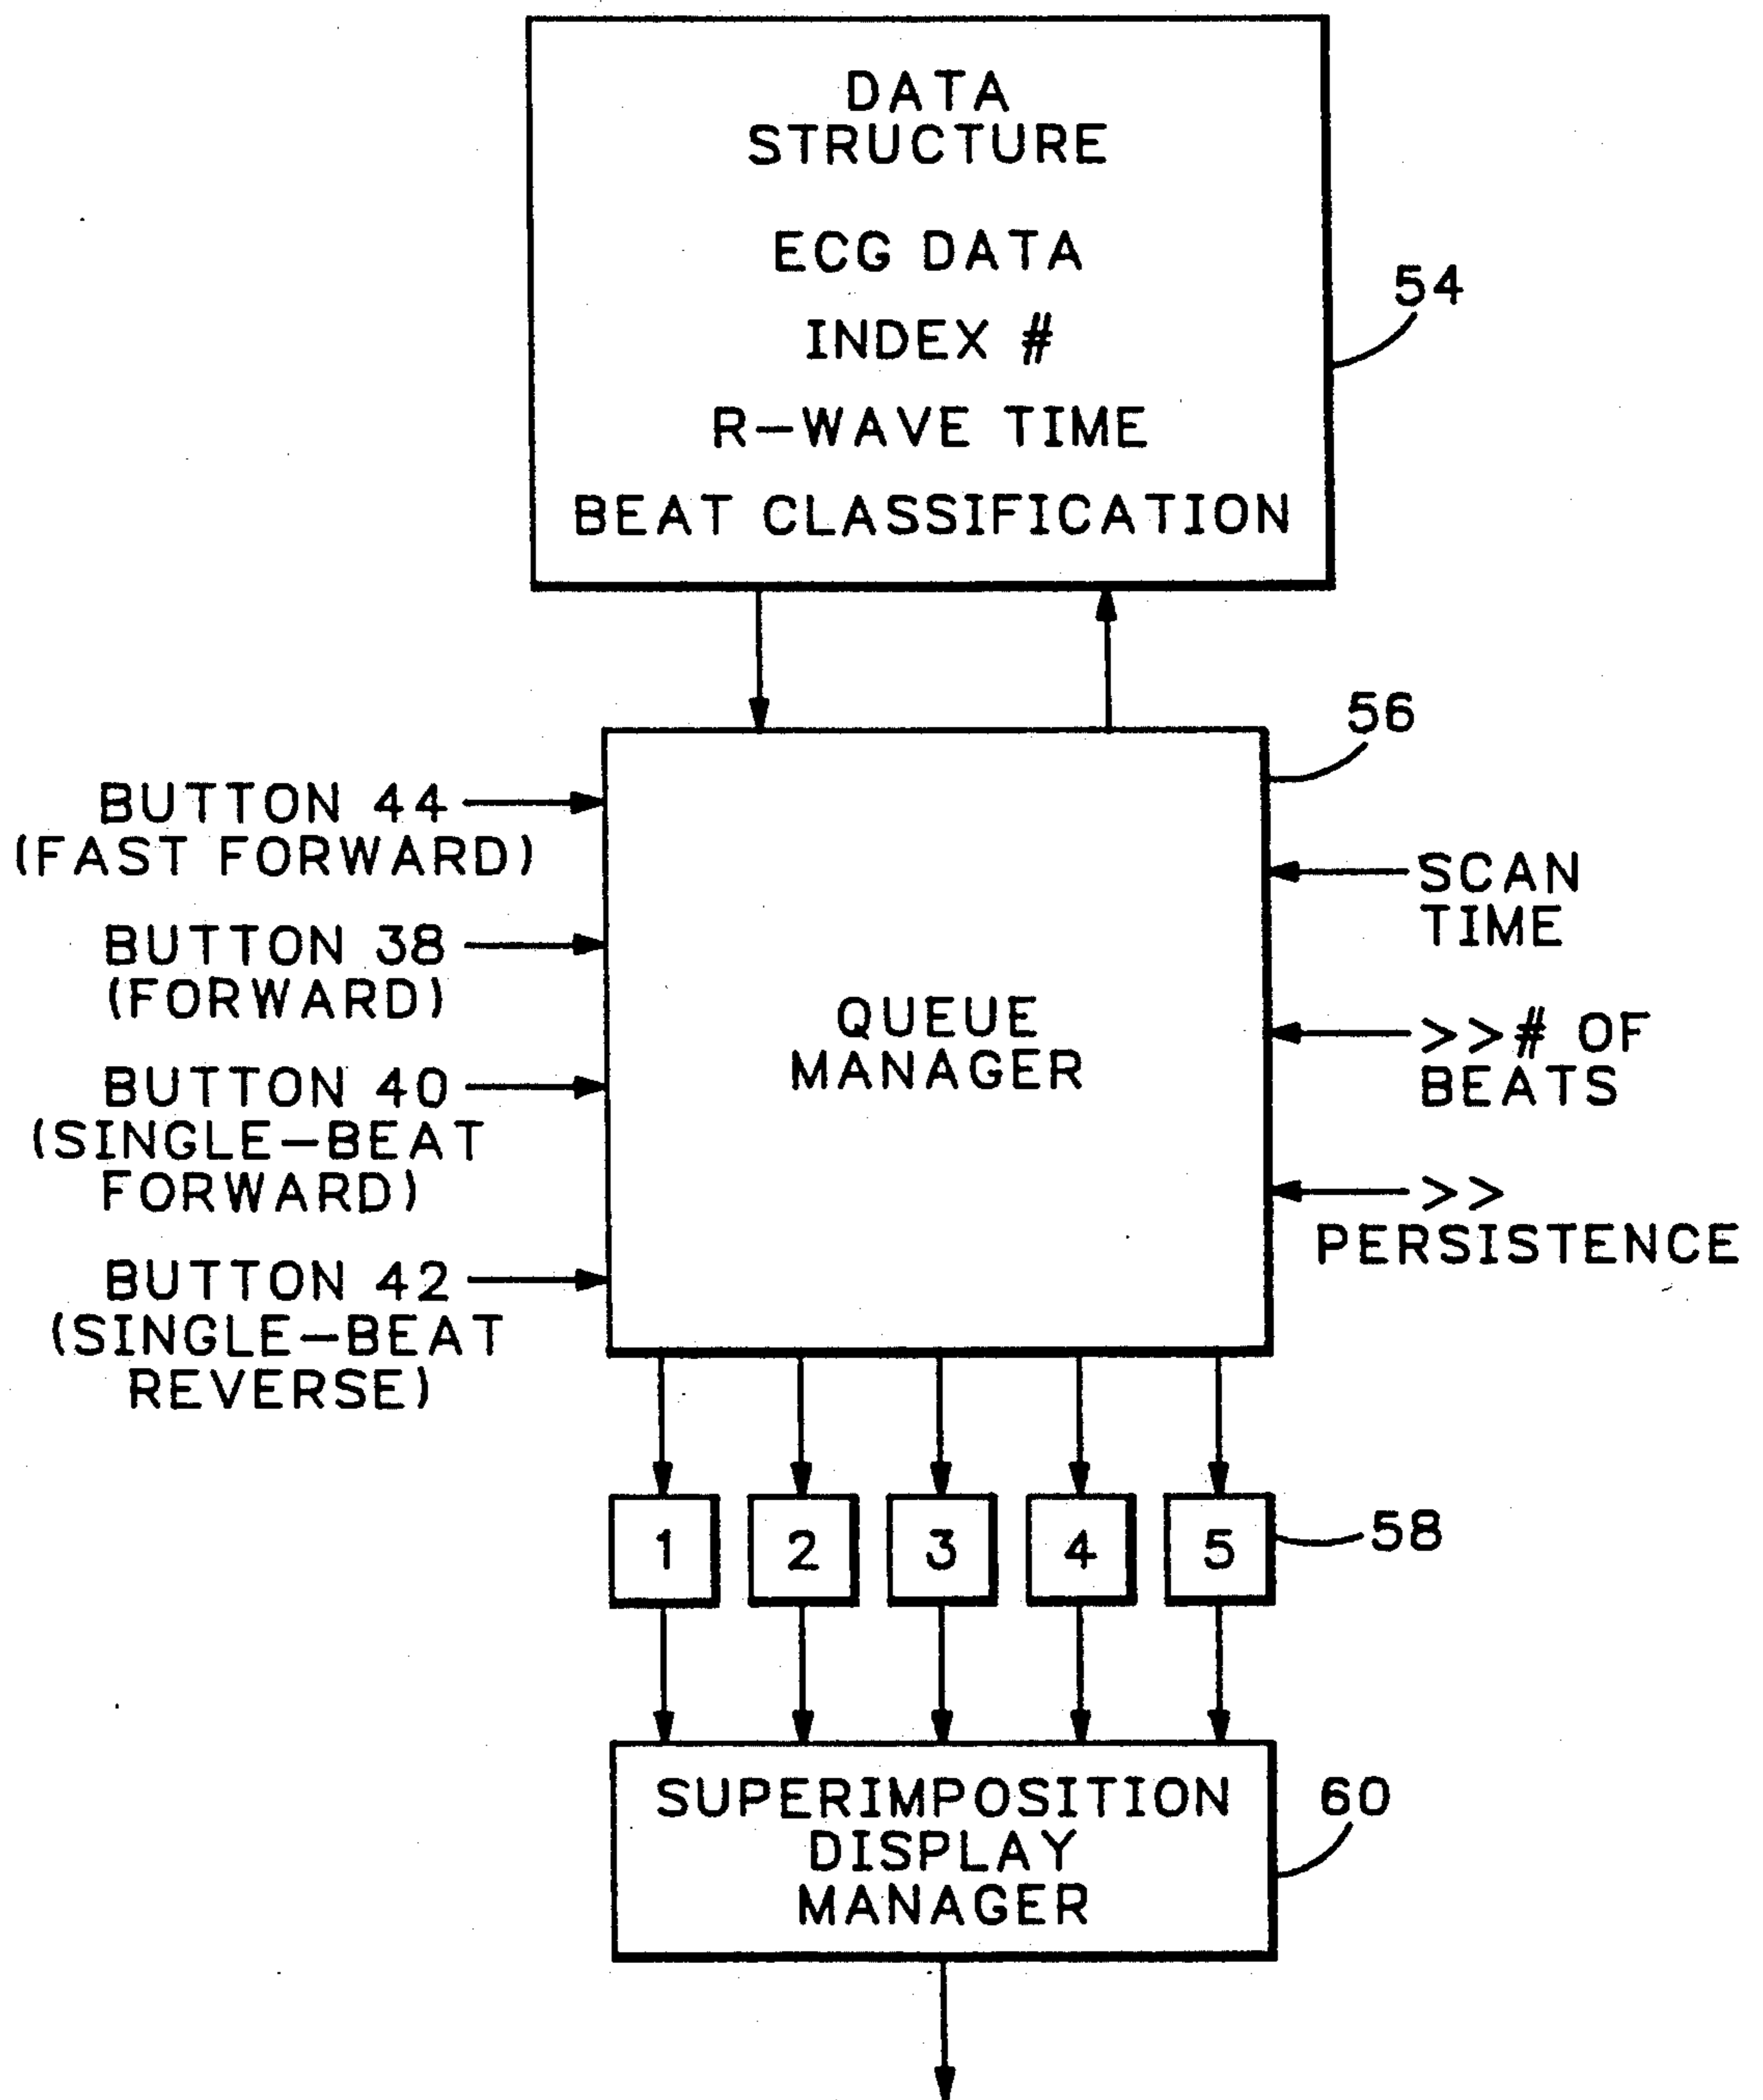 DATA
STRUCTURE
ECG DATA
INDEX #
R-WAVE TIME
BEAT CLASSIFICATION
54
56
BUTTON 44
(FAST FORWARD)
BUTTON 38
(FORWARD)
BUTTON 40
(SINGLE-BEAT
FORWARD)
BUTTON 42
(SINGLE-BEAT
REVERSE)
QUEUE
MANAGER
SCAN
TIME
>># OF
BEATS
>>
PERSISTENCE
1 2 3 4 5
58
SUPERIMPOSITION
DISPLAY
MANAGER
60